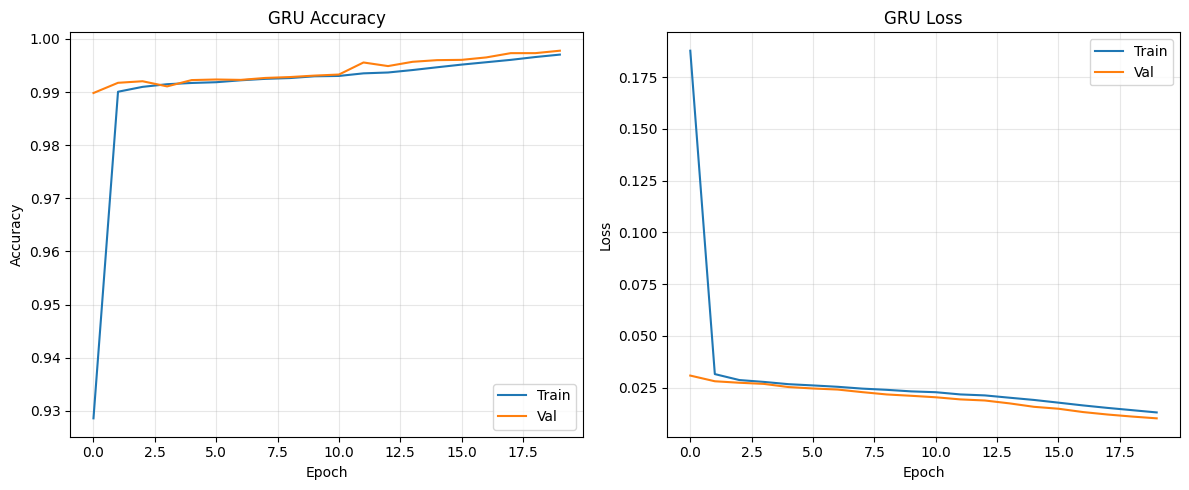 GRU Accuracy
1.00
0.99
0.98
0.97
0.96
0.95
0.94
0.93
Accuracy
0.0 2.5 5.0 7.5 10.0 12.5 15.0 17.5
Epoch
Train
Val
GRU Loss
0.175
0.150
0.125
0.100
0.075
0.050
0.025
Loss
0.0 2.5 5.0 7.5 10.0 12.5 15.0 17.5
Epoch
Train
Val